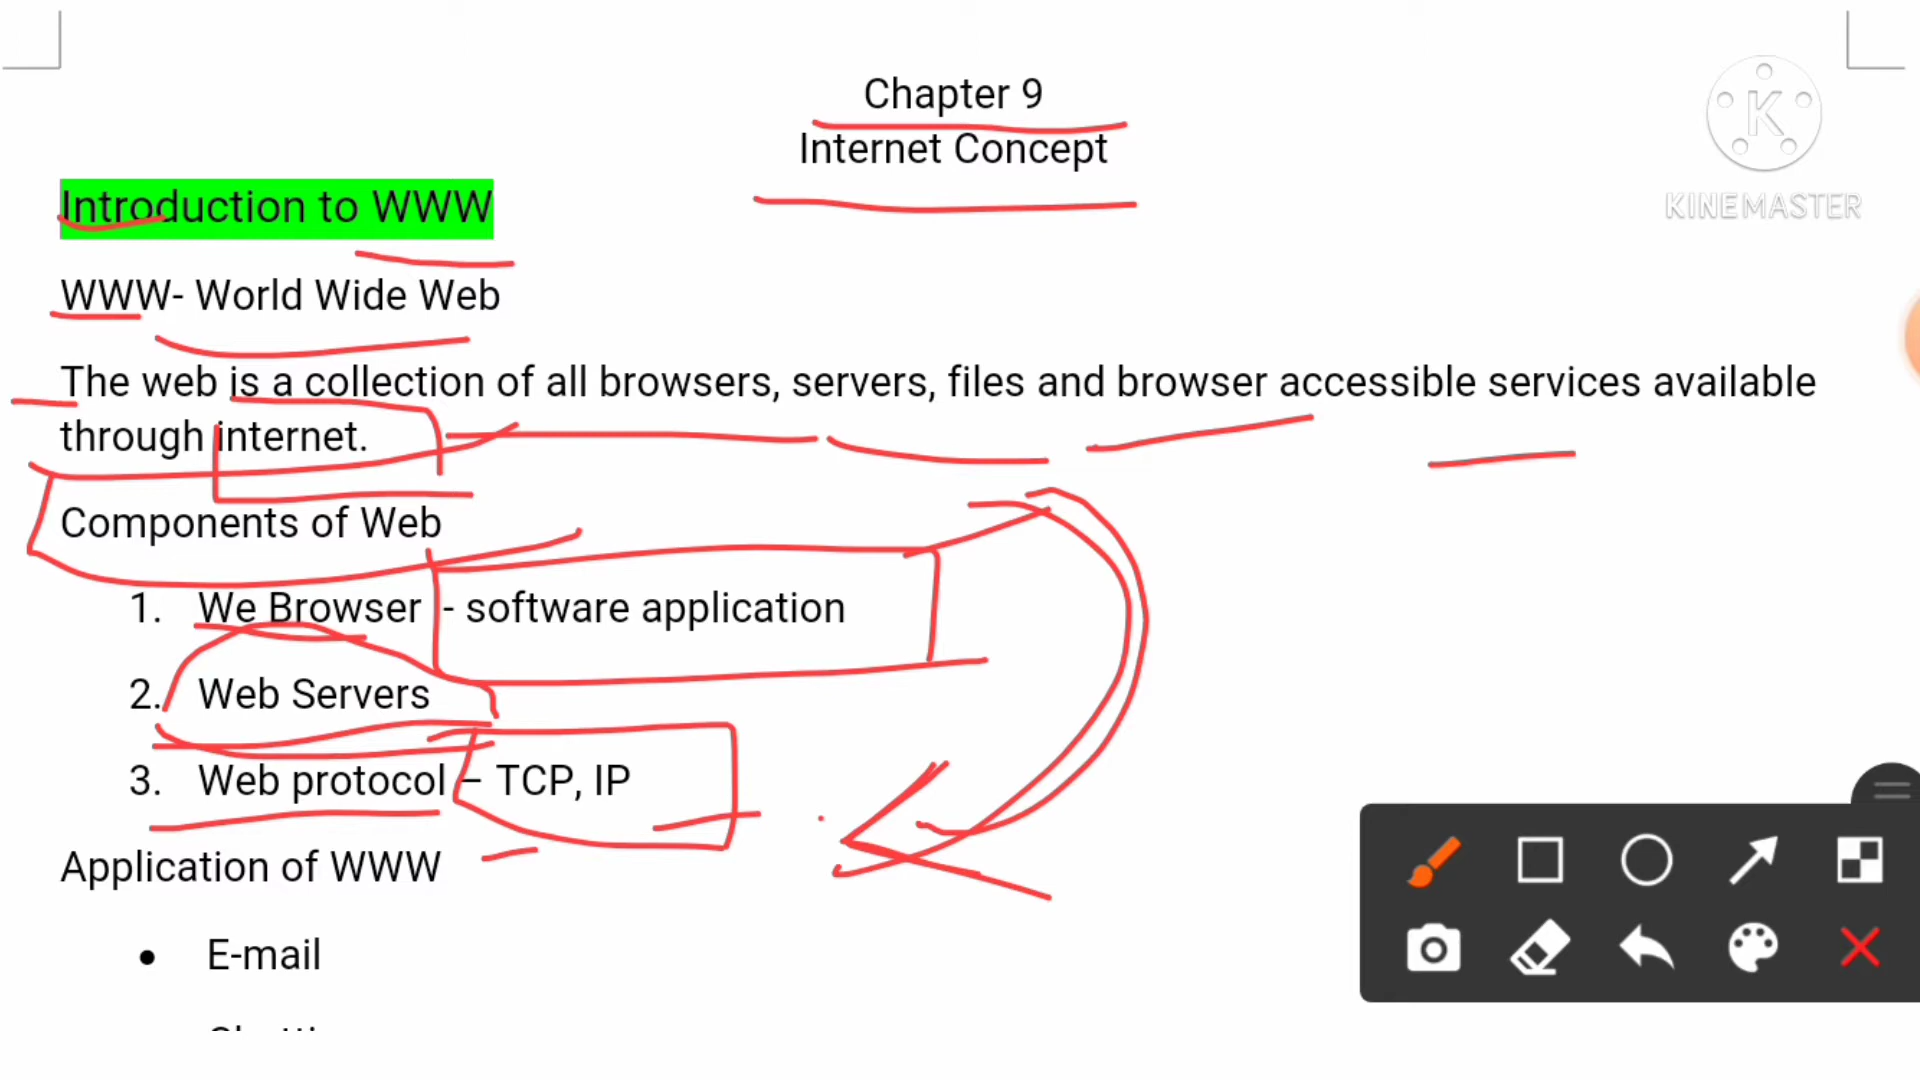 Chapter 9
Internet Concept
KINEMASTER
Introduction to WWW
WWW- World Wide Web
The web is a collection of all browsers, servers, files and browser accessible services available
through internet.
Components of Web
1. We Browser - software application
2. Web Servers
3. Web protocol – TCP, IP
Application of WWW
• E-mail